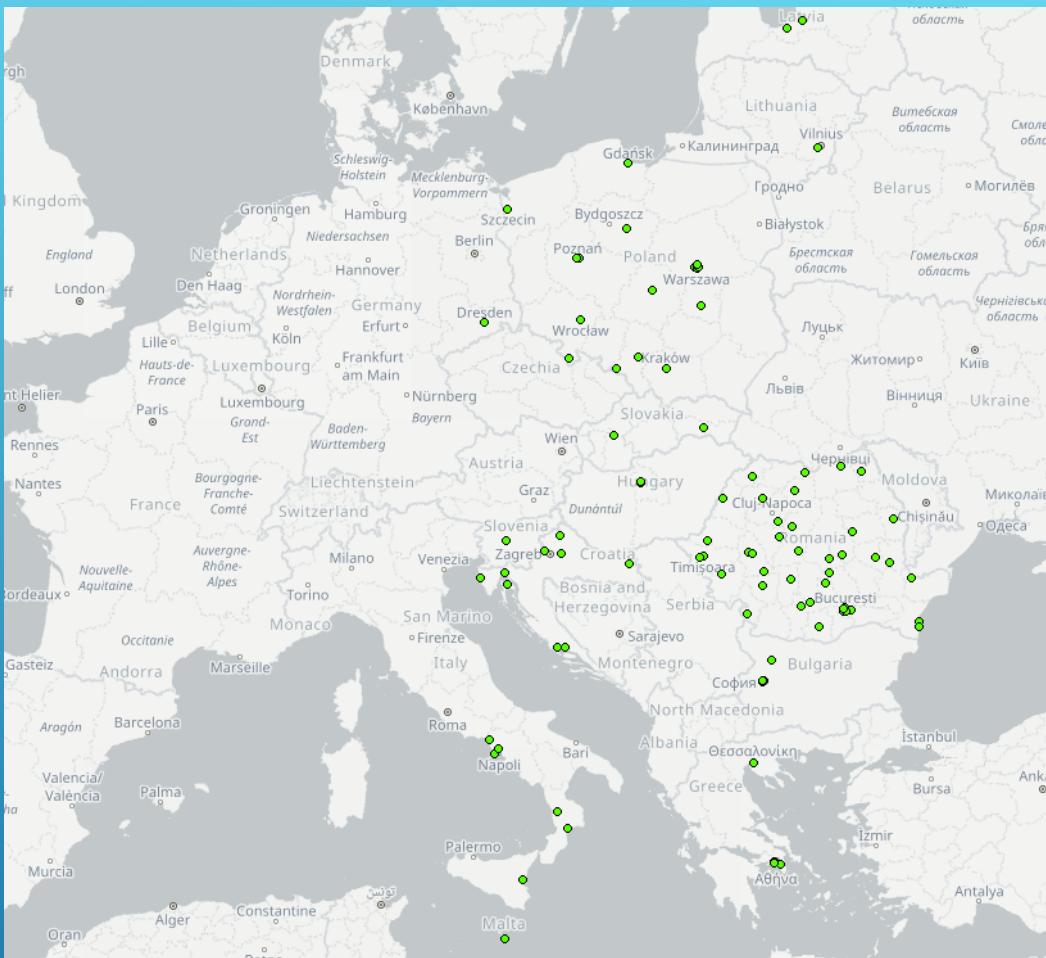 Latvia
область
Denmark
København
Lithuania
Витебская
область
Vilnius
Gdańsk
Калининград
Schleswig-
Holstein
Mecklenburg-
Vorpommern
Гродно
Belarus
Могилёв
Groningen
Hamburg
Szczecin
Bydgoszcz
Białystok
England
Netherlands
Niedersachsen
Berlin
Poznań
Poland
Брестская
область
Гомельская
область
London
Den Haag
Hannover
Warszawa
Nordrhein-
Westfalen
Germany
Dresden
Belgium
Köln
Erfurt
Wrocław
Луцьк
Lille
Hauts-de-
France
Luxembourg
Frankfurt
am Main
Czechia
Kraków
Житомир
Київ
Luxembourg
Nürnberg
Львів
Вінниця
Ukraine
Paris
Grand-
Est
Bayern
Slovakia
Rennes
Baden-
Württemberg
Wien
Чернівці
Nantes
Bourgogne-
Franche-
Comté
Liechtenstein
Austria
Hungary
Moldova
France
Switzerland
Graz
Dunántúl
Cluj-Napoca
Chișinău
Одеса
Slovenia
Romania
Auvergne-
Rhône-
Alpes
Milano
Venezia
Zagreb
Croatia
Timișoara
Nouvelle-
Aquitaine
Torino
Bosnia and
Herzegovina
Serbia
București
Monaco
San Marino
Occitanie
Firenze
Sarajevo
Gasteiz
Andorra
Marseille
Italy
Montenegro
Bulgaria
София
Aragón
Barcelona
Roma
North Macedonia
Albania
Θεσσαλονίκη
İstanbul
Bari
Napoli
Valencia/
València
Palma
Greece
Bursa
İzmir
Palermo
Murcia
Αθήνα
تونس
Antalya
Alger
Constantine
Malta
Oran